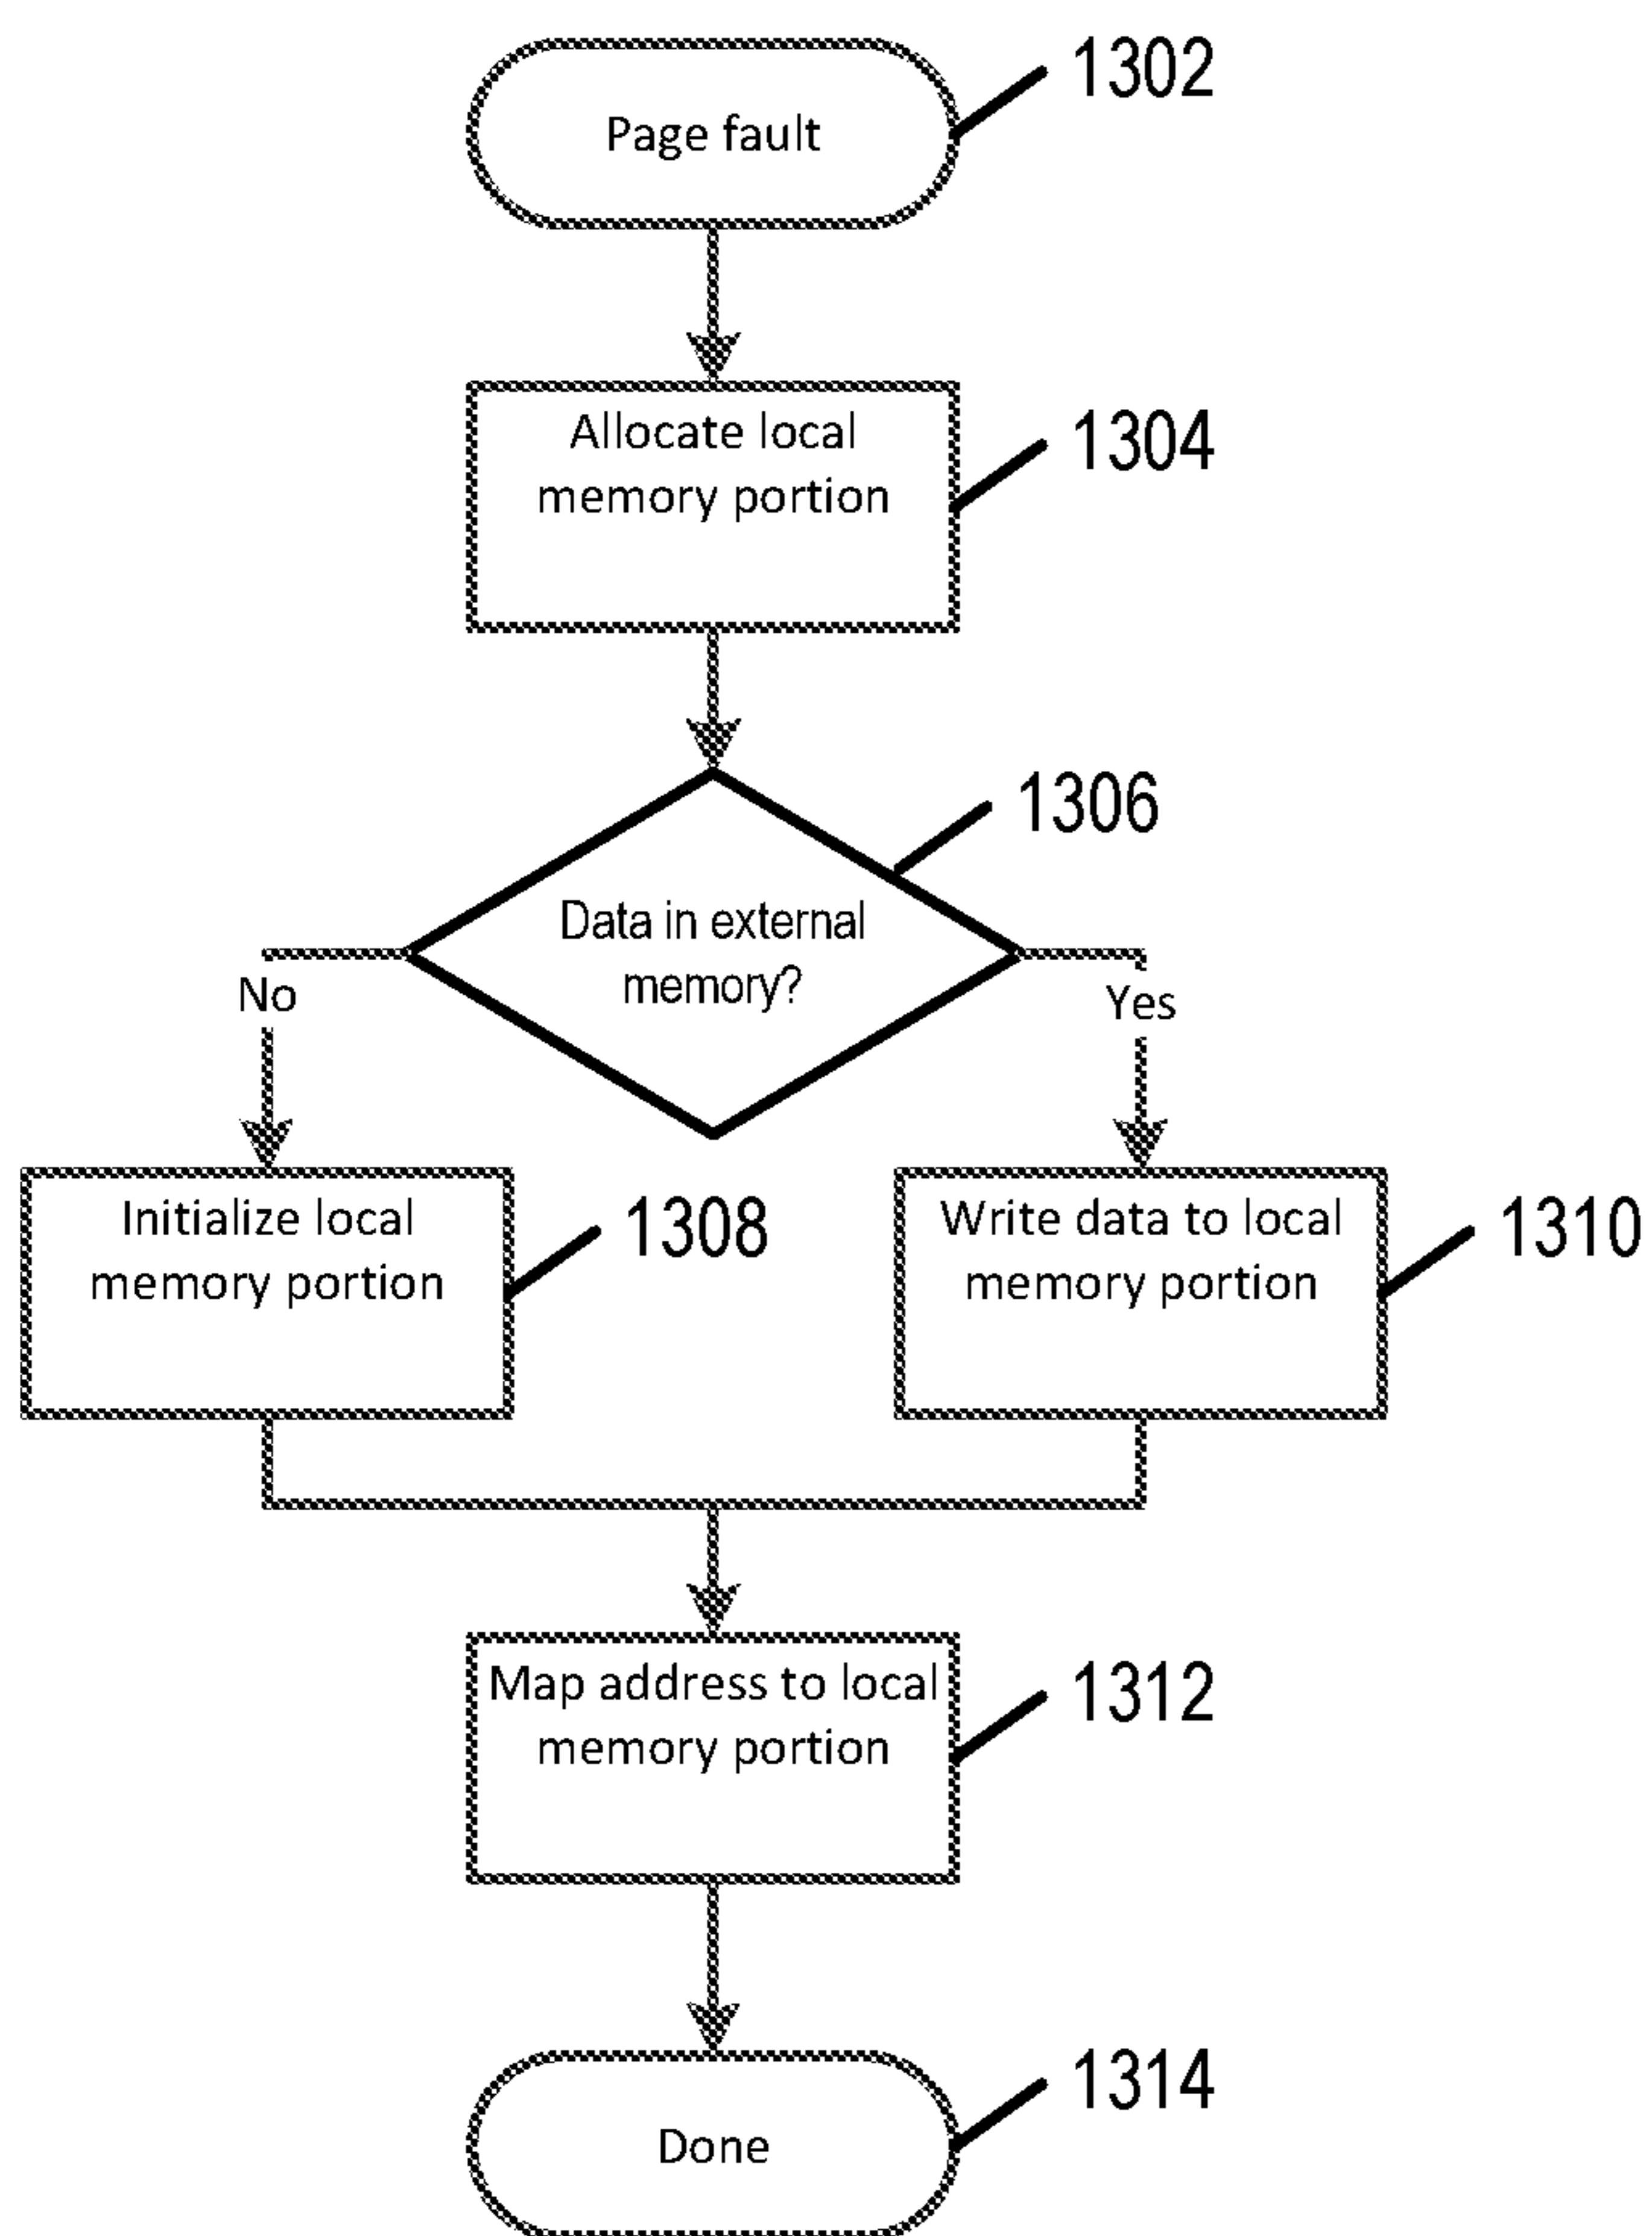 Page fault
1302
Allocate local
memory portion
1304
Data in external
memory?
1306
No
Yes
Initialize local
memory portion
1308
Write data to local
memory portion
1310
Map address to local
memory portion
1312
Done
1314